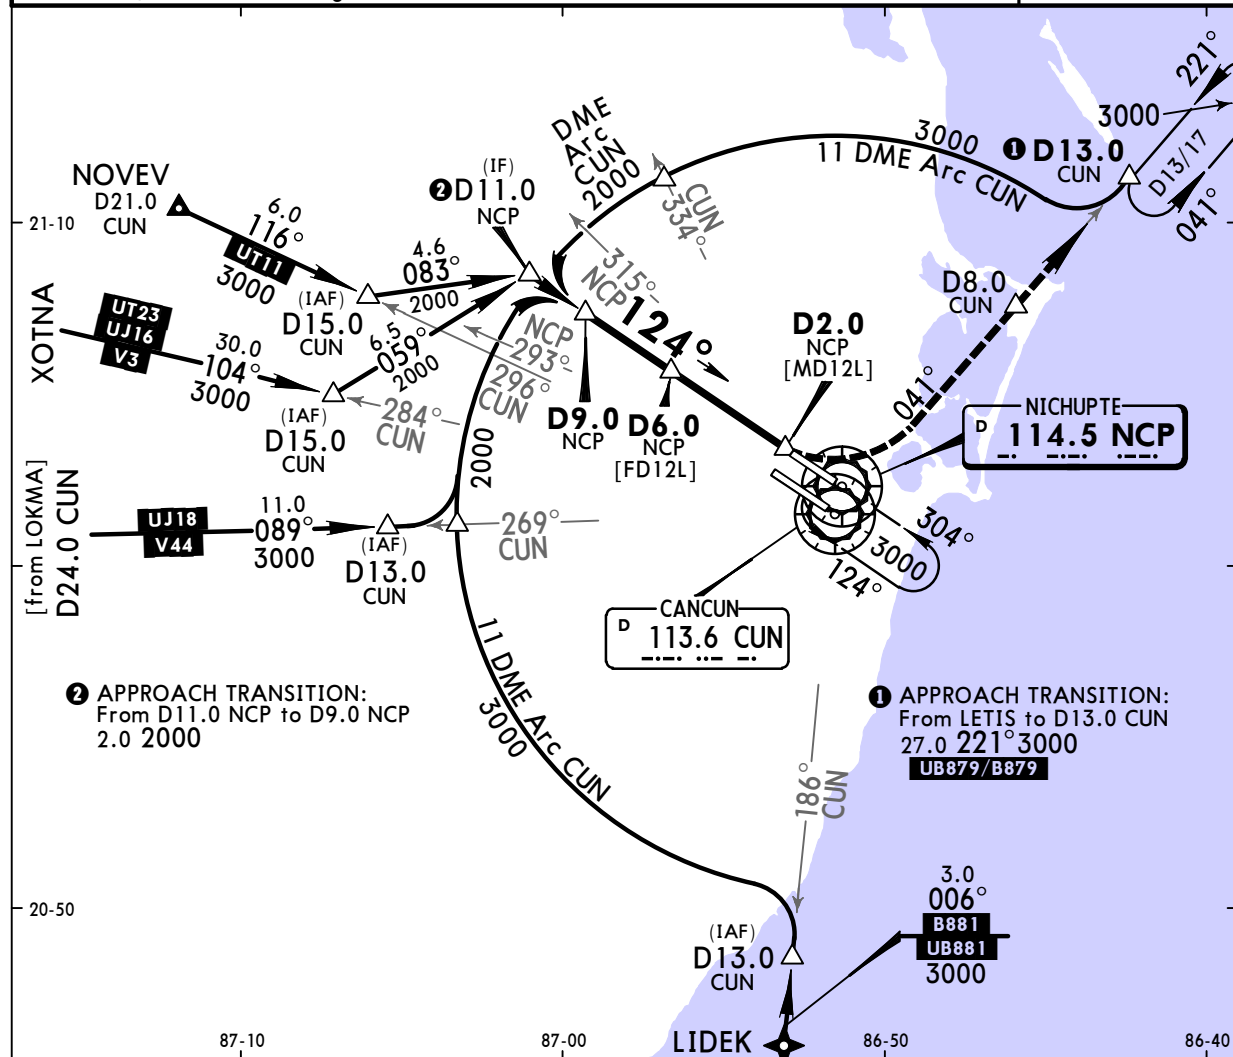 221°
3000
D13/17
041°
DME
Arc
CUN
2000
3000
11 DME Arc CUN
❶ D13.0
CUN
CUN
334°
NOVEV
D21.0
CUN
21-10
6.0
116°
UT11
3000
(IF)
❷D11.0
NCP
4.6
083°
2000
(IAF)
D15.0
CUN
315°
NCP
124°
D8.0
CUN
XOTNA
UT23
UJ16
V3
30.0
104°
3000
6.5
059°
2000
NCP
293°
296°
CUN
D2.0
NCP
[MD12L]
041°
(IAF)
D15.0
CUN
284°
CUN
D9.0
NCP
D6.0
NCP
[FD12L]
NICHUPTE
D 114.5 NCP
[from LOKMA]
D24.0 CUN
UJ18
V44
11.0
089°
3000
2000
(IAF)
D13.0
CUN
269°
CUN
304°
3000
124°
CANCUN
D 113.6 CUN
11 DME Arc CUN
3000
❷ APPROACH TRANSITION:
From D11.0 NCP to D9.0 NCP
2.0 2000
❶ APPROACH TRANSITION:
From LETIS to D13.0 CUN
27.0 221° 3000
UB879/B879
186°
CUN
20-50
(IAF)
D13.0
CUN
3.0
006°
B881
UB881
3000
LIDEK
87-10
87-00
86-50
86-40